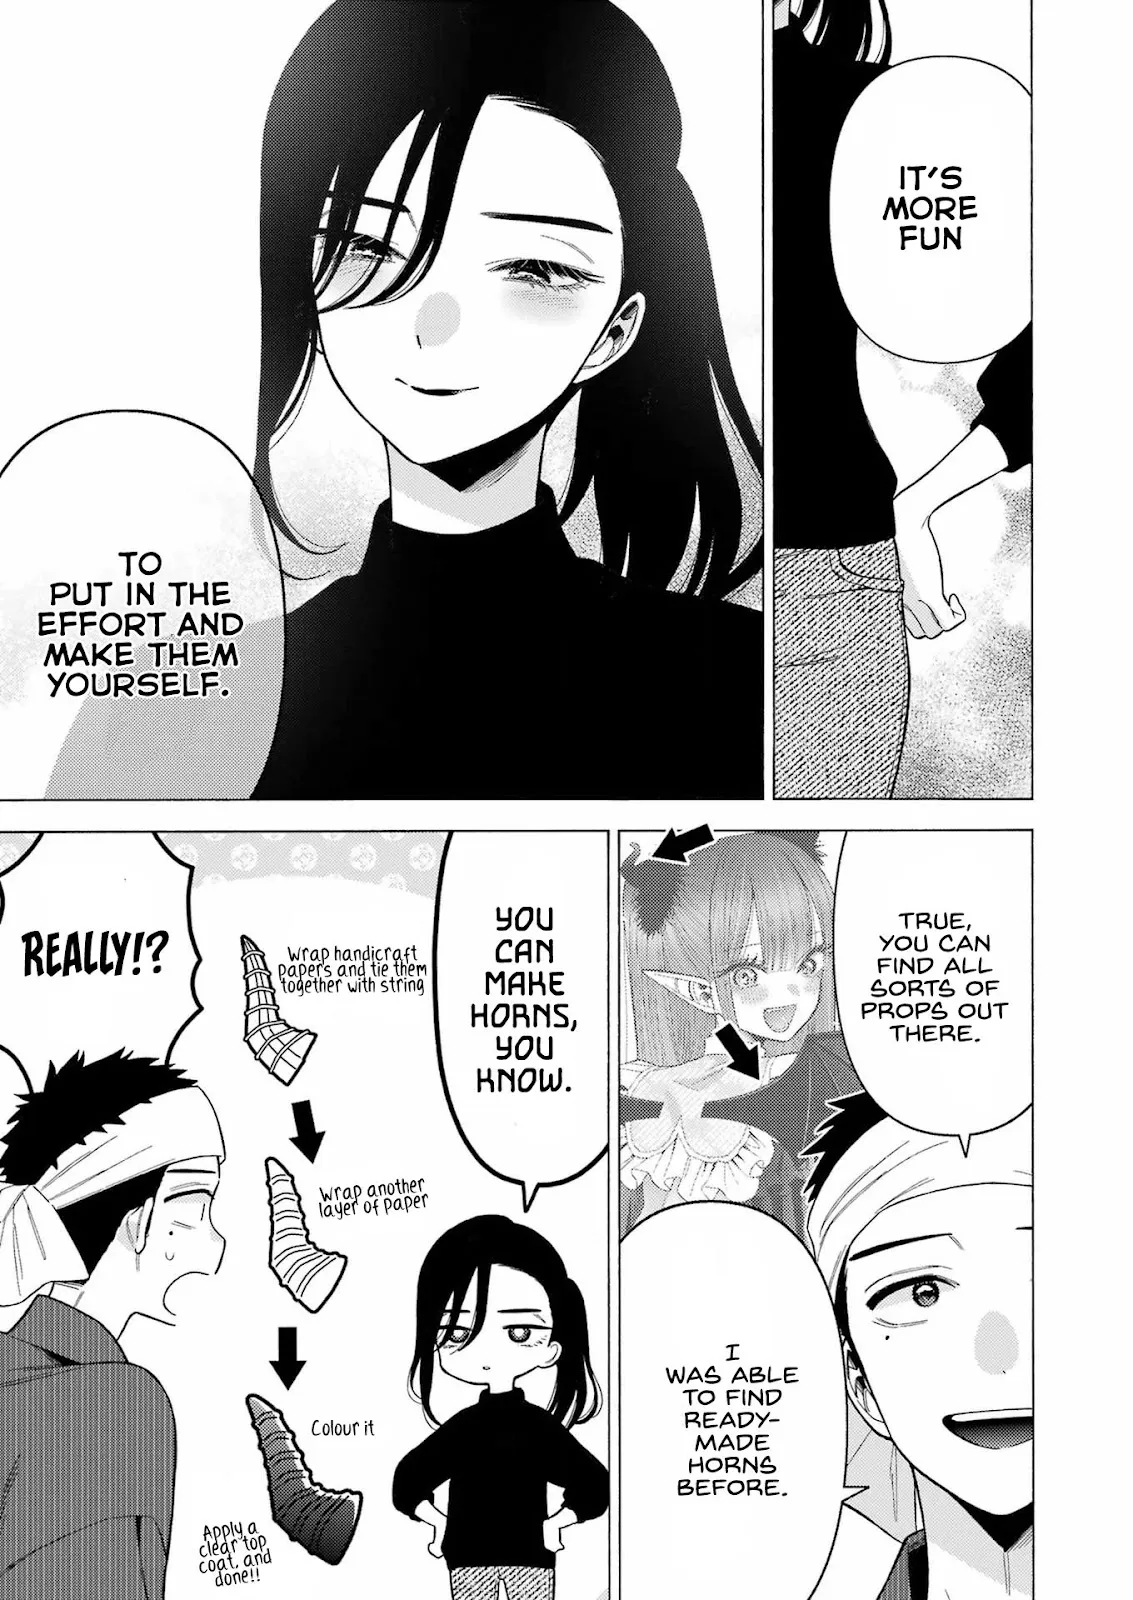 IT'S
MORE
FUN
TO
PUT IN THE
EFFORT AND
MAKE THEM
YOURSELF.
TRUE,
YOU CAN
FIND ALL
SORTS OF
PROPS OUT
THERE.
I
WAS ABLE
TO FIND
READY-
MADE
HORNS
BEFORE.
YOU
CAN
MAKE
HORNS,
YOU
KNOW.
Wrap handicraft
papers and tie them
together with string
Wrap another
layer of paper
Colour it
Apply a
clear top
coat, and
done!!
REALLY!?